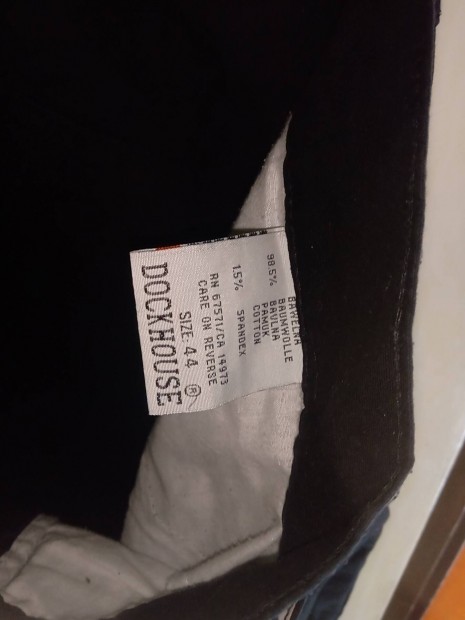 BAWEŁNA
BAUMWOLLE
BAVLNA
PAMUK
98.5% COTTON
1.5% SPANDEX
RN 67571/CA 14973
CARE ON REVERSE
SIZE: 44 ®
DOCKHOUSE